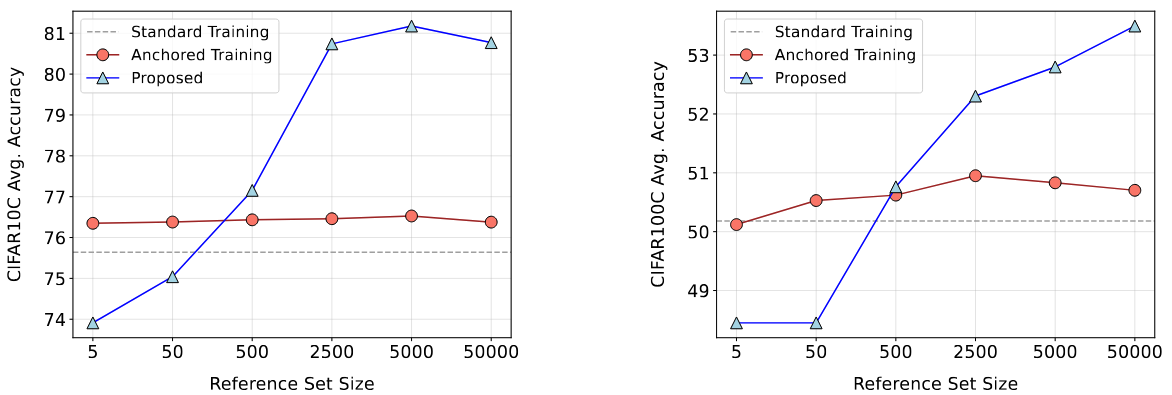 CIFAR10C Avg. Accuracy
81
80
79
78
77
76
75
74
Standard Training
Anchored Training
Proposed
5 50 500 2500 5000 50000
Reference Set Size
CIFAR100C Avg. Accuracy
53
52
51
50
49
Standard Training
Anchored Training
Proposed
5 50 500 2500 5000 50000
Reference Set Size